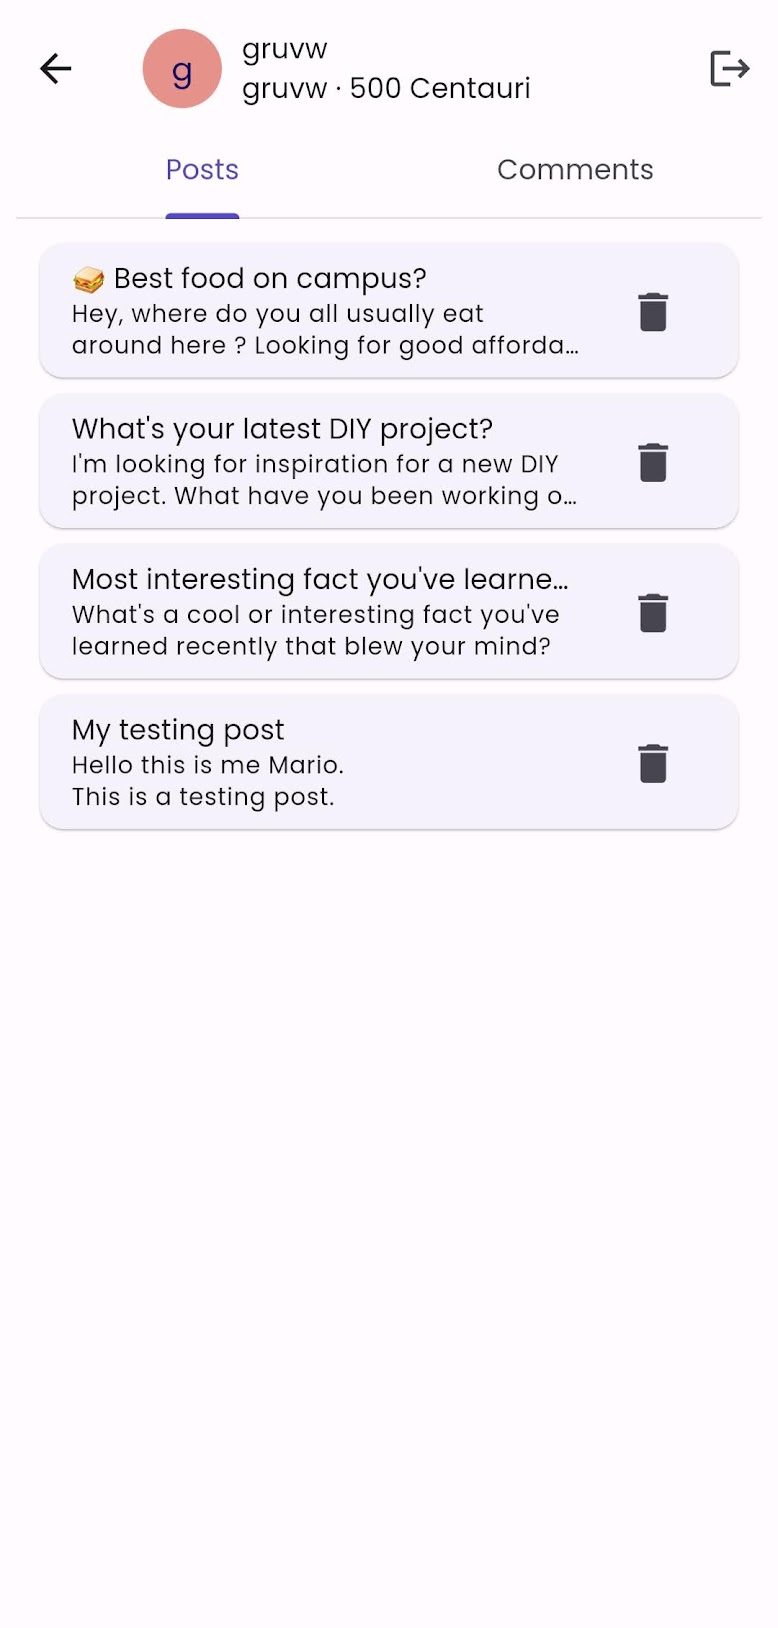 g
gruvw
gruvw · 500 Centauri
Posts
Comments
🥪 Best food on campus?
Hey, where do you all usually eat
around here ? Looking for good afforda...
What's your latest DIY project?
I'm looking for inspiration for a new DIY
project. What have you been working o...
Most interesting fact you've learne...
What's a cool or interesting fact you've
learned recently that blew your mind?
My testing post
Hello this is me Mario.
This is a testing post.